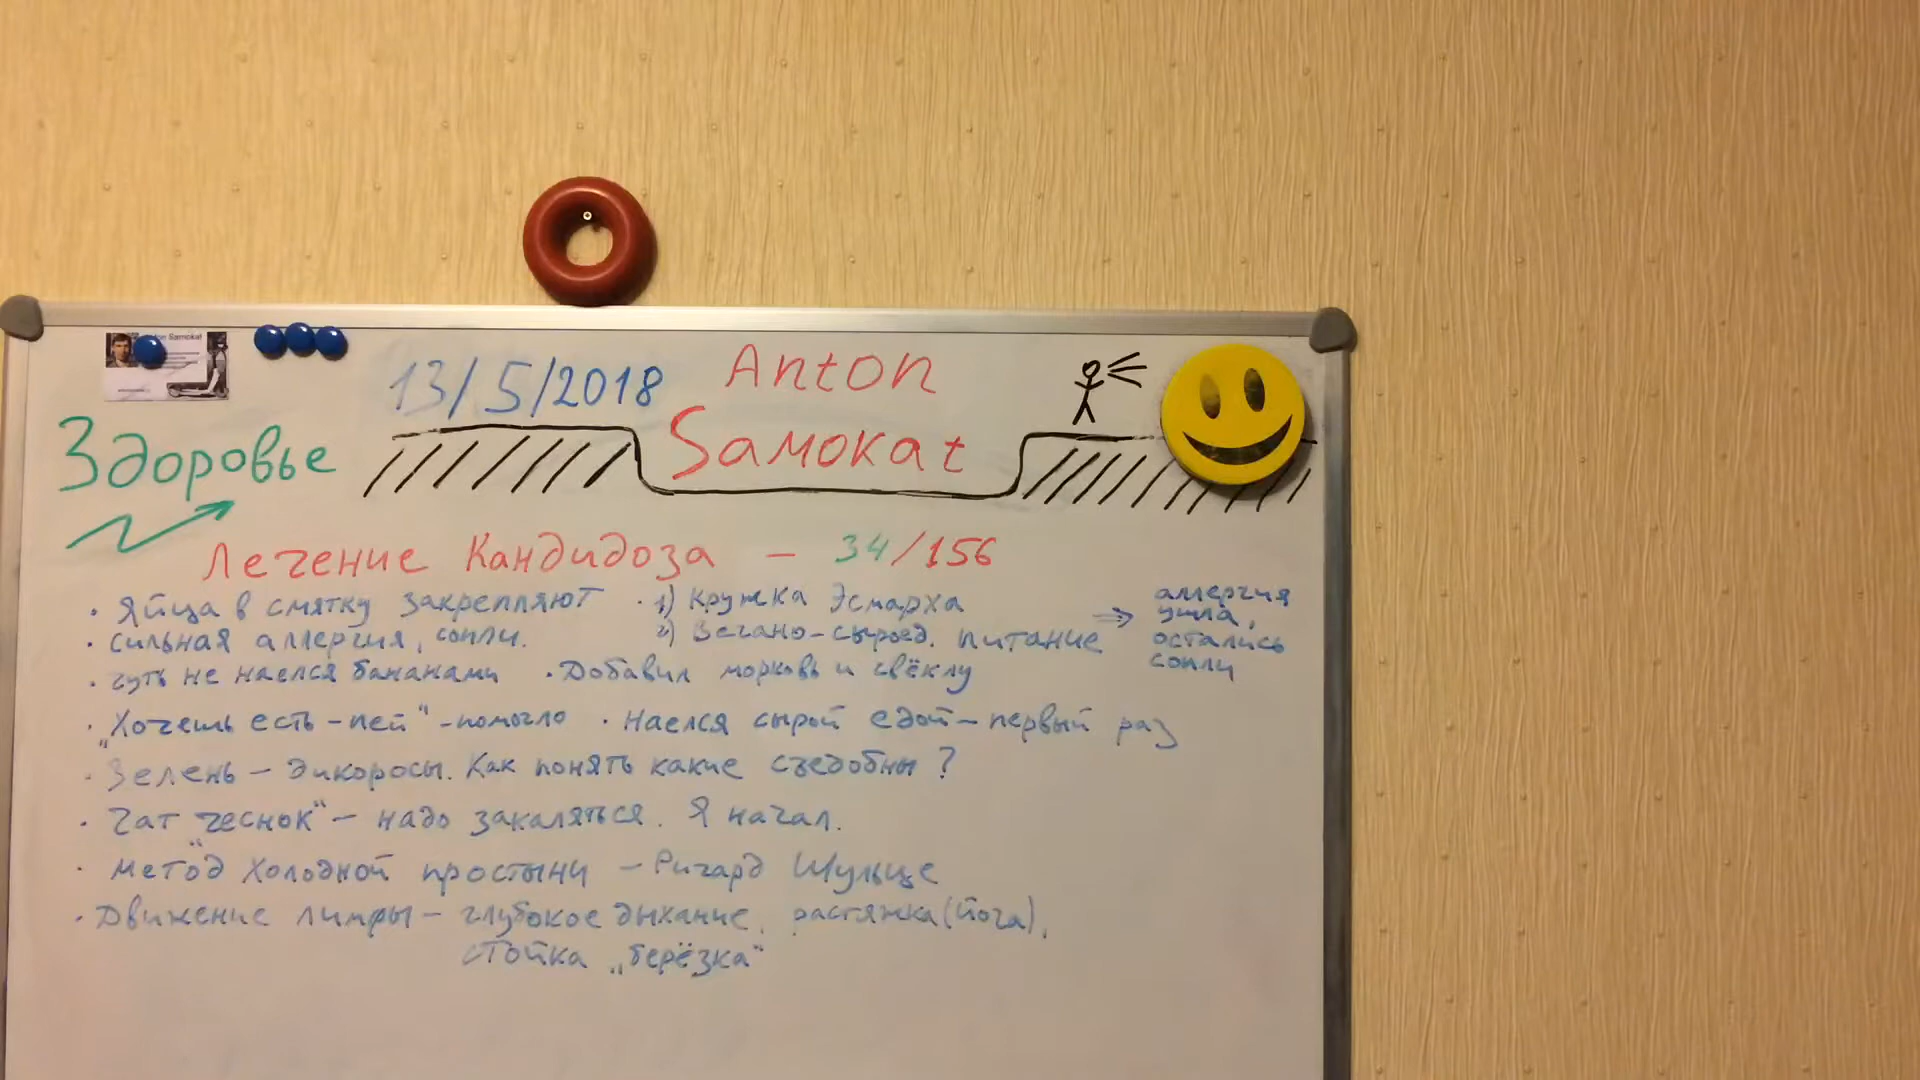 Anton Samokat
13/5/2018
Anton
Samokat
Здоровье
Лечение Кандидоза – 34/156
· Яйца в смятку закрепляют
· 1) Кружка Эсмарха
2) Вегано-сыроед. питание
⇒ аллергия
ушла,
остались
сопли
· сильная аллергия, сопли.
· чуть не наелся бананами · Добавил морковь и свёклу
· „Хочешь есть – пей" – помогло · Наелся сырой едой – первый раз
· Зелень – дикоросы. Как понять какие съедобны?
· Чат „чеснок" – надо закаляться. Я начал.
· Метод холодной простыни – Ричард Шульце
· Движение лимфы – глубокое дыхание, растяжка (йога),
стойка „берёзка"